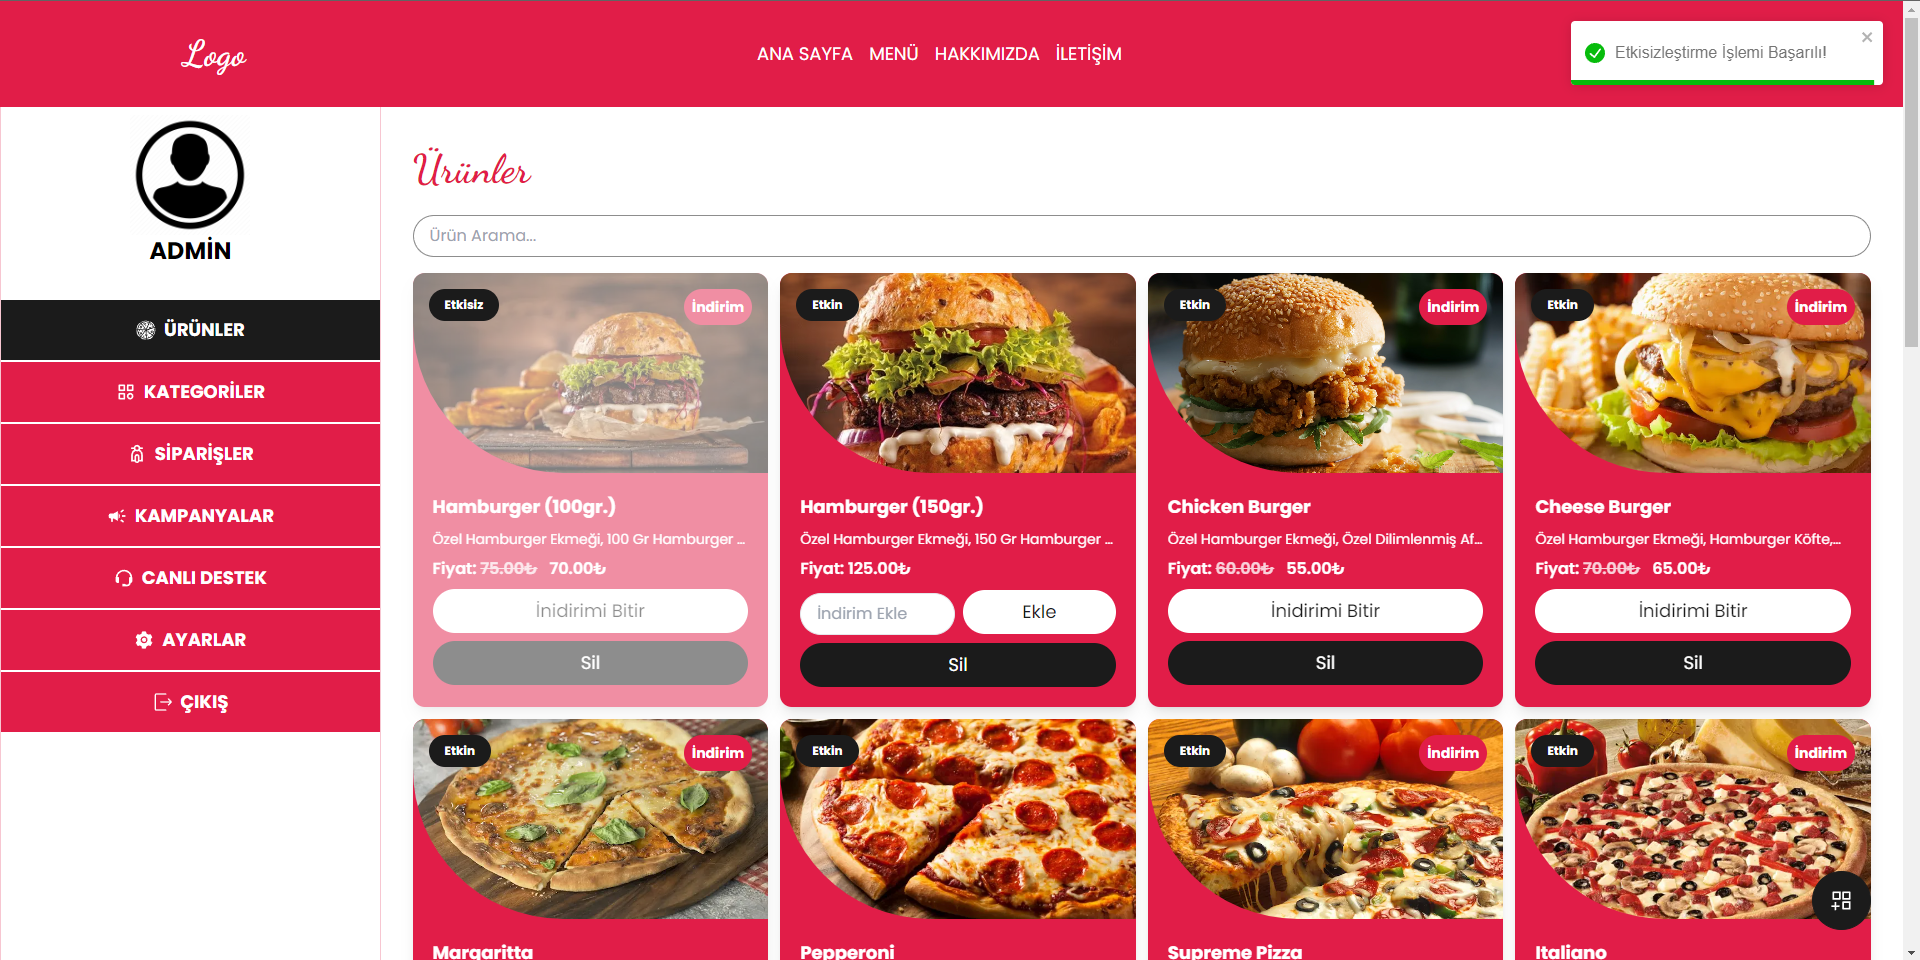 Logo
ANA SAYFA MENÜ HAKKIMIZDA İLETİŞİM
Etkisizleştirme İşlemi Başarılı!
ADMİN
ÜRÜNLER
KATEGORİLER
SİPARİŞLER
KAMPANYALAR
CANLI DESTEK
AYARLAR
ÇIKIŞ
Ürünler
Ürün Arama...
Etkisiz
İndirim
Hamburger (100gr.)
Özel Hamburger Ekmeği, 100 Gr Hamburger ...
Fiyat: 75.00₺ 70.00₺
İnidirimi Bitir
Sil
Etkin
Hamburger (150gr.)
Özel Hamburger Ekmeği, 150 Gr Hamburger ...
Fiyat: 125.00₺
İndirim Ekle
Ekle
Sil
Etkin
İndirim
Chicken Burger
Özel Hamburger Ekmeği, Özel Dilimlenmiş Af...
Fiyat: 60.00₺ 55.00₺
İnidirimi Bitir
Sil
Etkin
İndirim
Cheese Burger
Özel Hamburger Ekmeği, Hamburger Köfte,...
Fiyat: 70.00₺ 65.00₺
İnidirimi Bitir
Sil
Etkin
İndirim
Margaritta
Etkin
Pepperoni
Etkin
İndirim
Supreme Pizza
Etkin
İndirim
Italiano